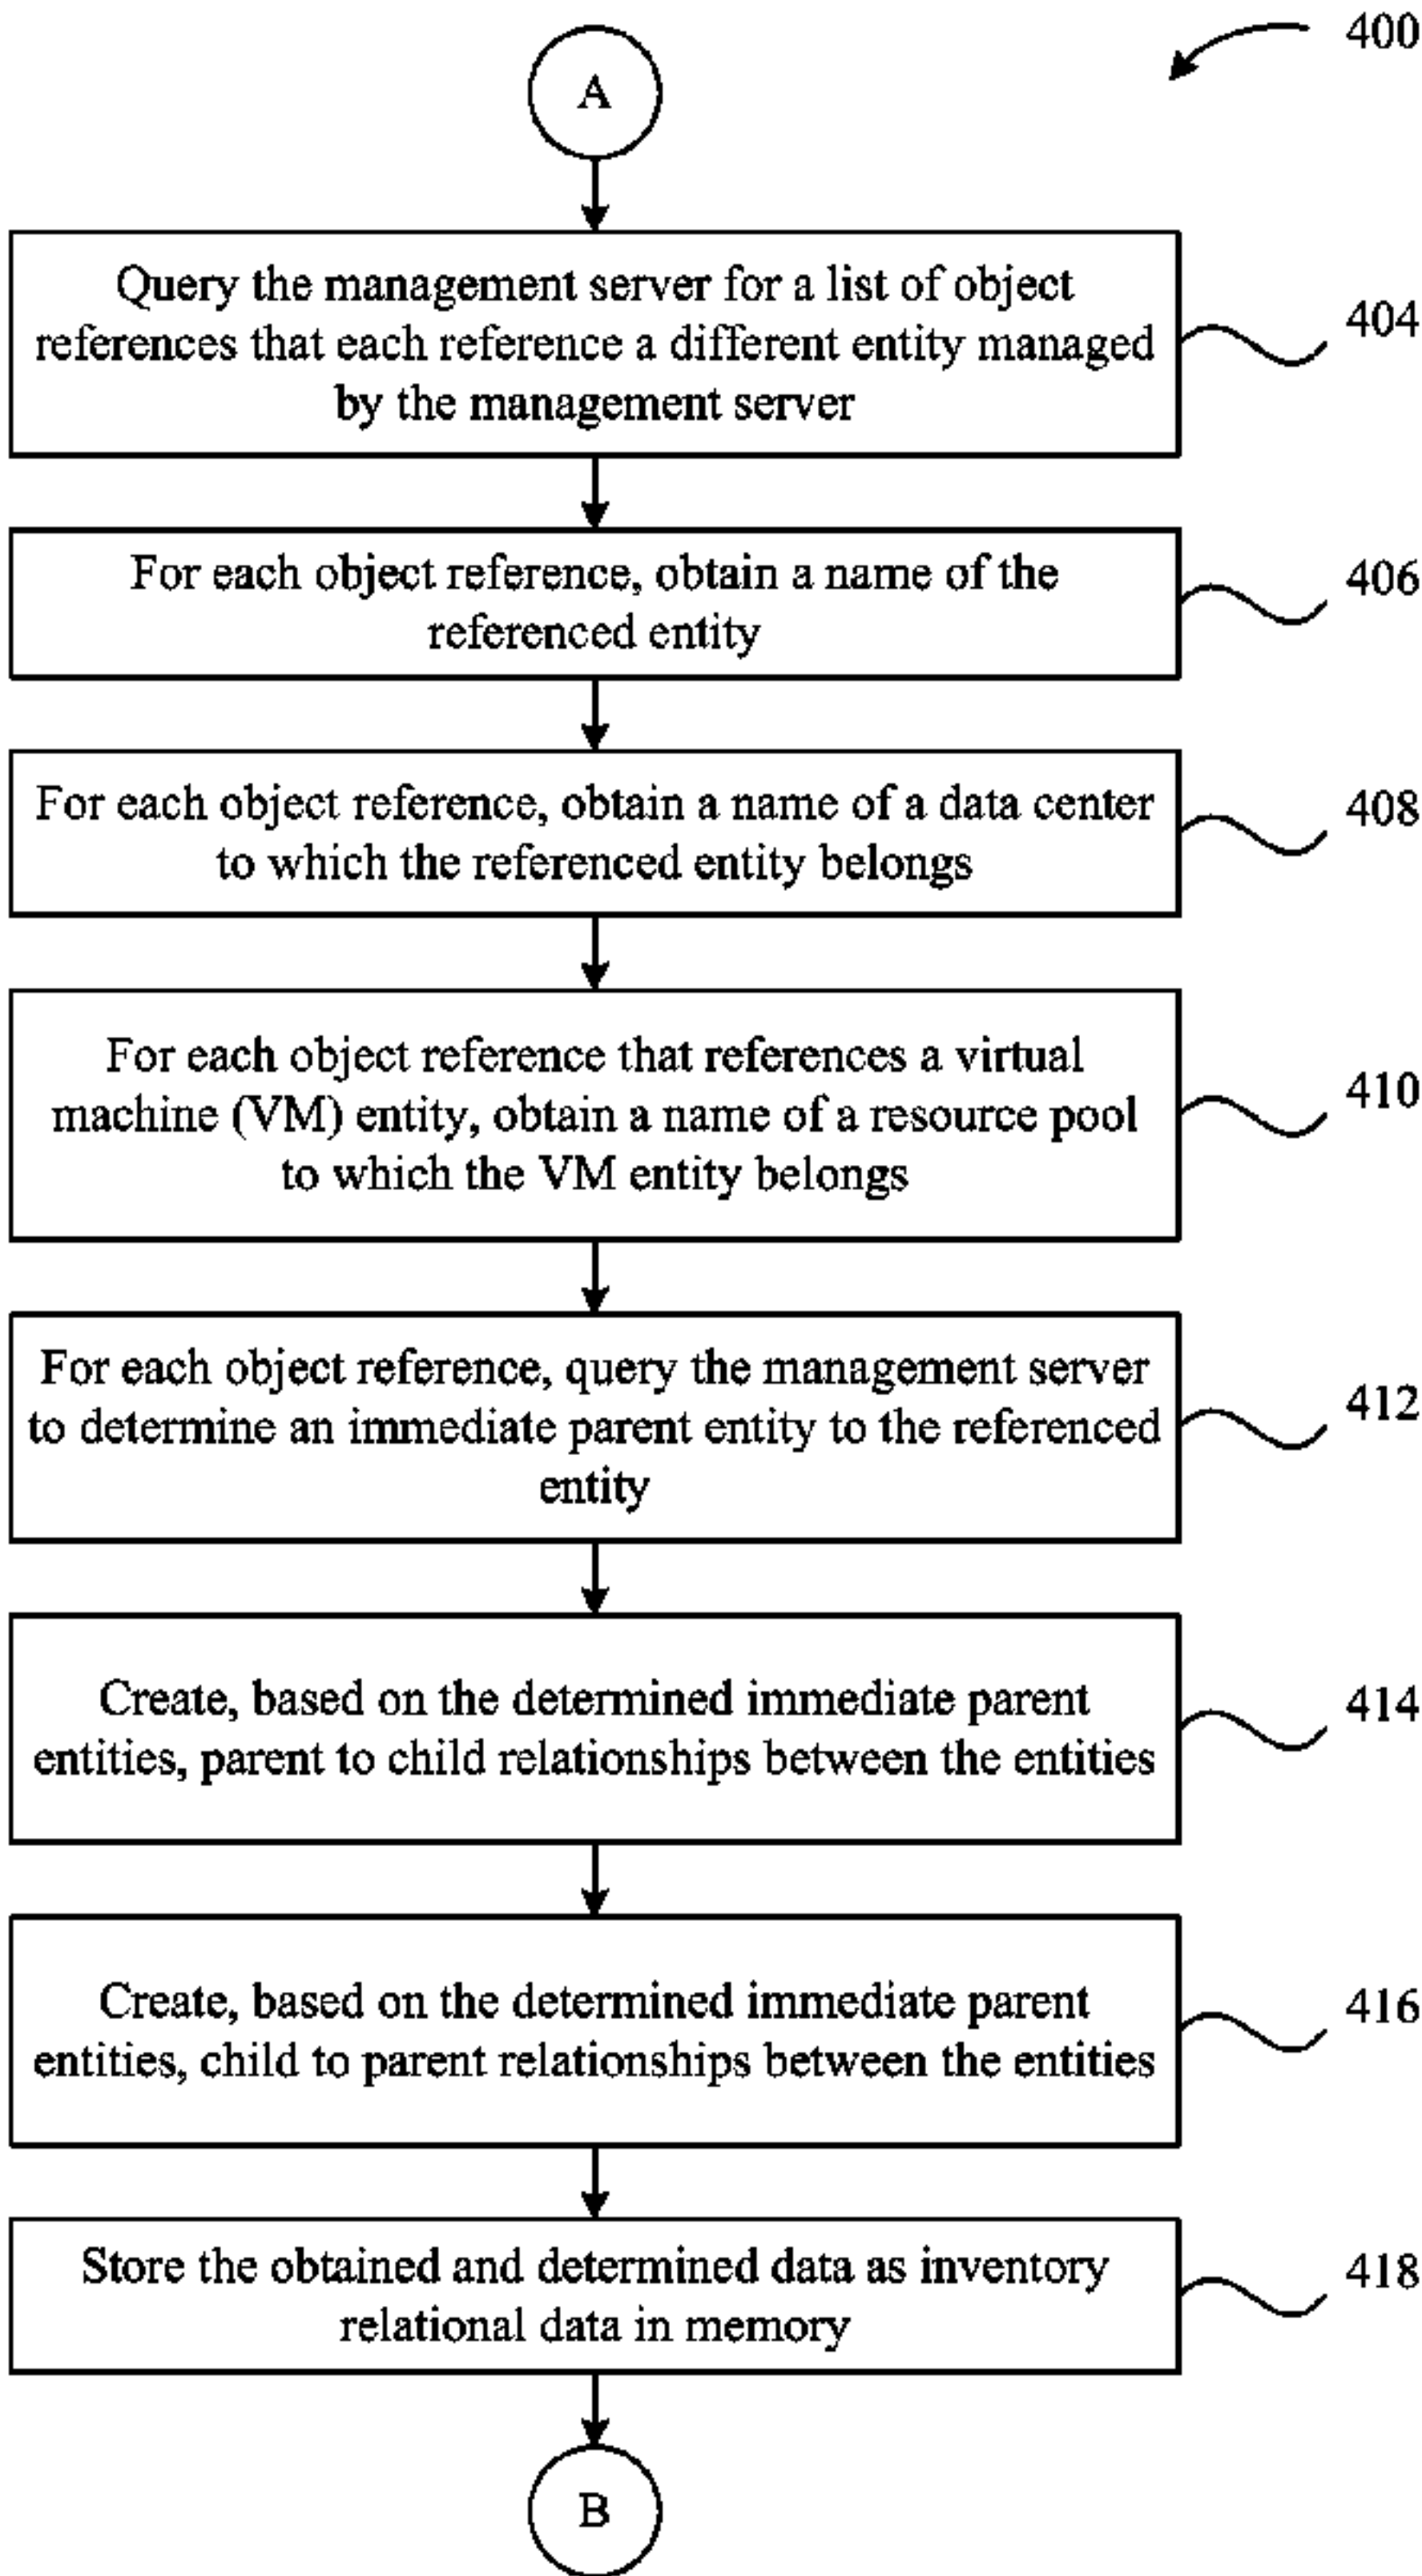 400
A
Query the management server for a list of object
references that each reference a different entity managed
by the management server
404
For each object reference, obtain a name of the
referenced entity
406
For each object reference, obtain a name of a data center
to which the referenced entity belongs
408
For each object reference that references a virtual
machine (VM) entity, obtain a name of a resource pool
to which the VM entity belongs
410
For each object reference, query the management server
to determine an immediate parent entity to the referenced
entity
412
Create, based on the determined immediate parent
entities, parent to child relationships between the entities
414
Create, based on the determined immediate parent
entities, child to parent relationships between the entities
416
Store the obtained and determined data as inventory
relational data in memory
418
B